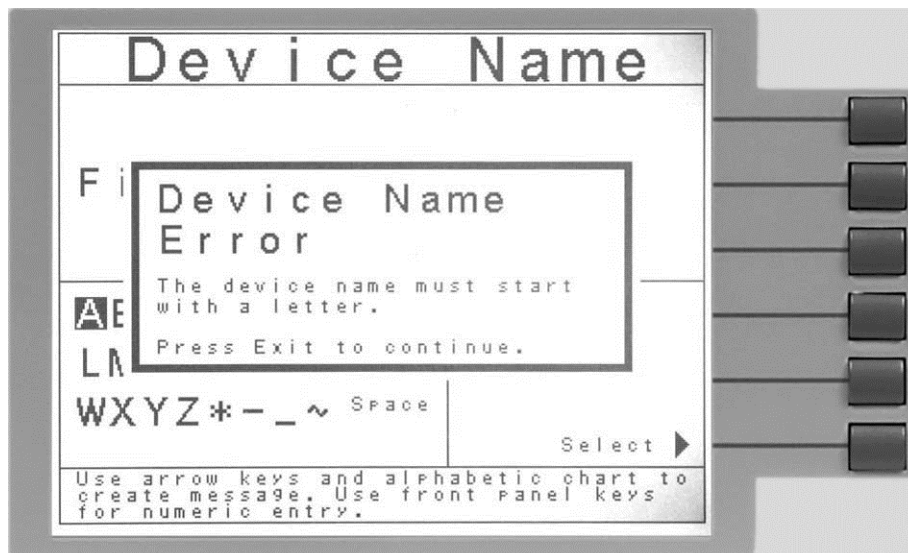 Device Name
Fi
Device Name
Error
The device name must start
with a letter.
Press Exit to continue.
A
L
WXYZ*-_~ Space
Select ▶
Use arrow keys and alphabetic chart to
create message. Use front panel keys
for numeric entry.